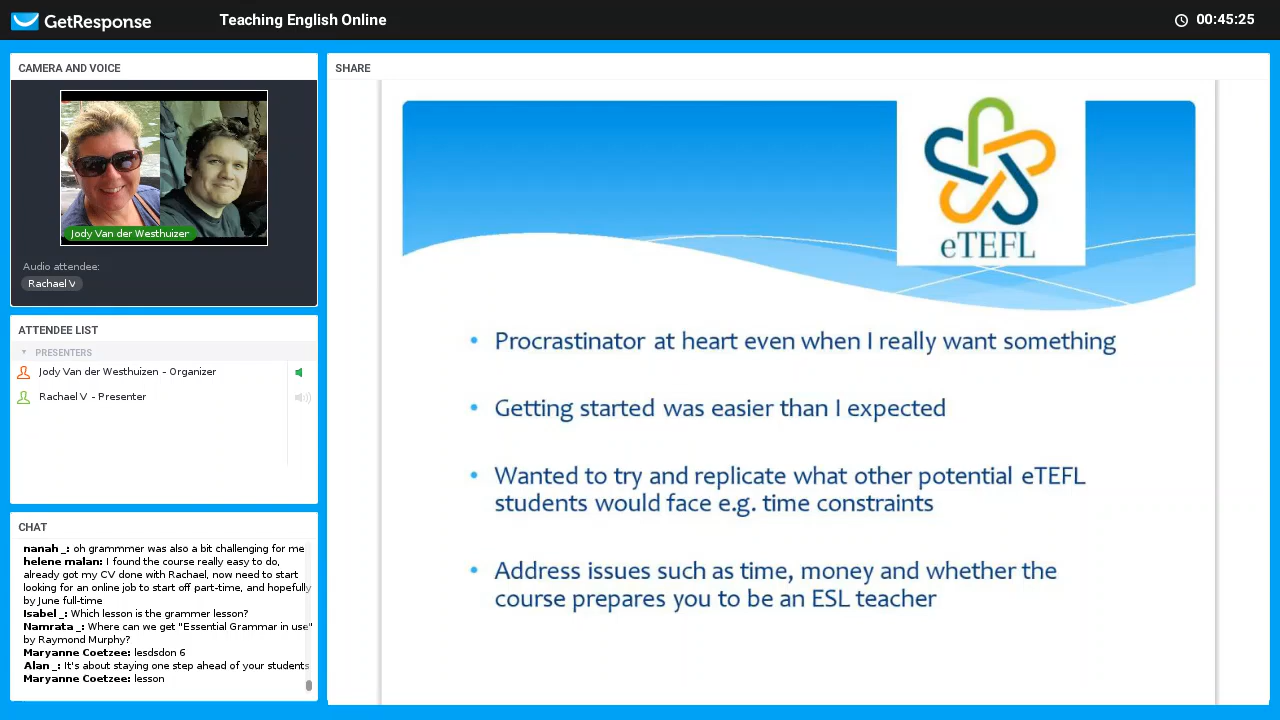 GetResponse
Teaching English Online
00:45:25
CAMERA AND VOICE
Jody Van der Westhuizer
Audio attendee:
Rachael V
ATTENDEE LIST
PRESENTERS
Jody Van der Westhuizen - Organizer
Rachael V - Presenter
CHAT
nanah _: oh grammmer was also a bit challenging for me
helene malan: I found the course really easy to do,
already got my CV done with Rachael, now need to start
looking for an online job to start off part-time, and hopefully
by June full-time
Isabel _: Which lesson is the grammer lesson?
Namrata _: Where can we get "Essential Grammar in use"
by Raymond Murphy?
Maryanne Coetzee: lesdsdon 6
Alan _: It's about staying one step ahead of your students
Maryanne Coetzee: lesson
SHARE
eTEFL
• Procrastinator at heart even when I really want something
• Getting started was easier than I expected
• Wanted to try and replicate what other potential eTEFL
students would face e.g. time constraints
• Address issues such as time, money and whether the
course prepares you to be an ESL teacher